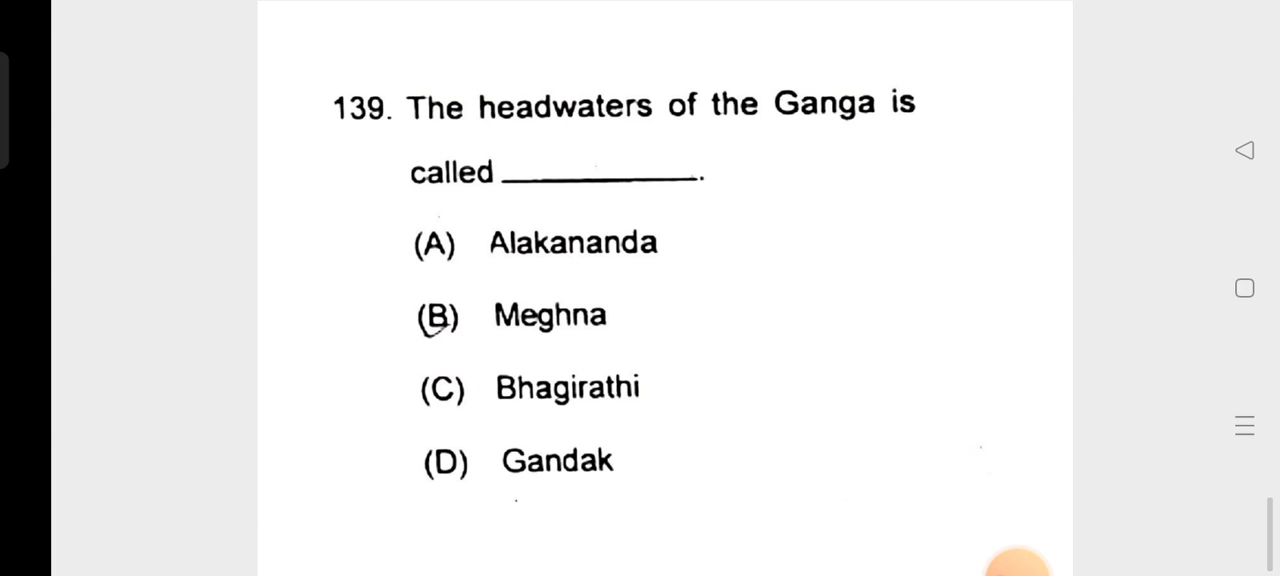 139. The headwaters of the Ganga is
called ____________.
(A) Alakananda
(B) Meghna
(C) Bhagirathi
(D) Gandak